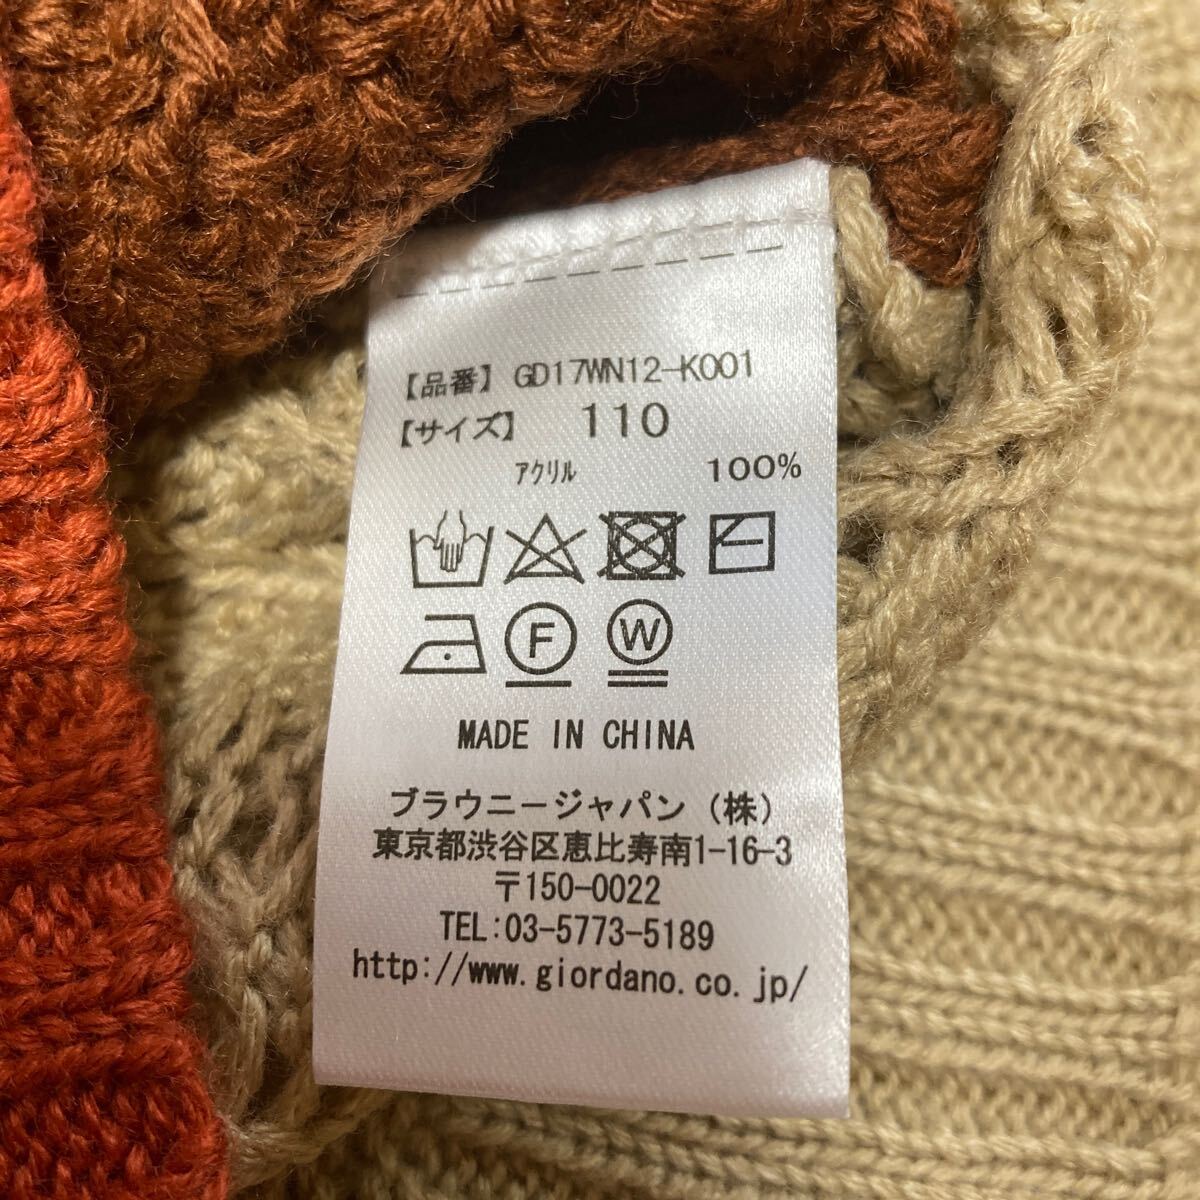 【品番】 GD17WN12-K001
【サイズ】 110
アクリル 100%
F W
MADE IN CHINA
ブラウニージャパン（株）
東京都渋谷区恵比寿南1-16-3
〒150-0022
TEL:03-5773-5189
http://www.giordano.co.jp/